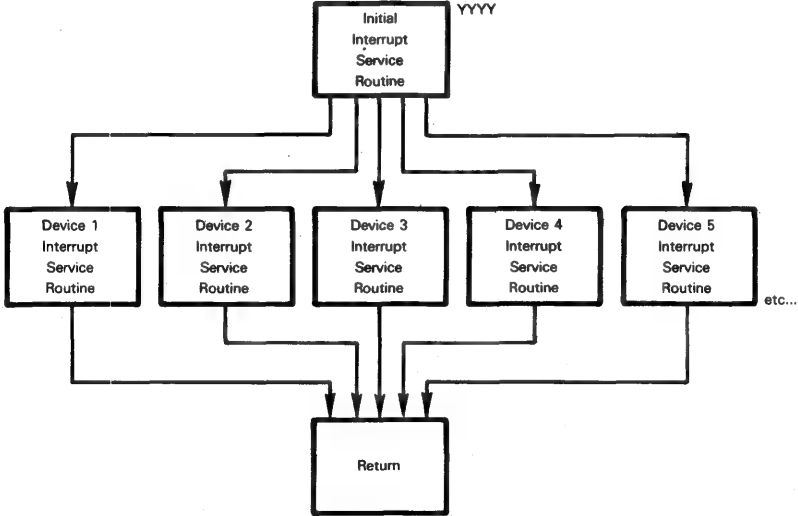 Initial
Interrupt
Service
Routine
YYYY
Device 1
Interrupt
Service
Routine
Device 2
Interrupt
Service
Routine
Device 3
Interrupt
Service
Routine
Device 4
Interrupt
Service
Routine
Device 5
Interrupt
Service
Routine
etc...
Return